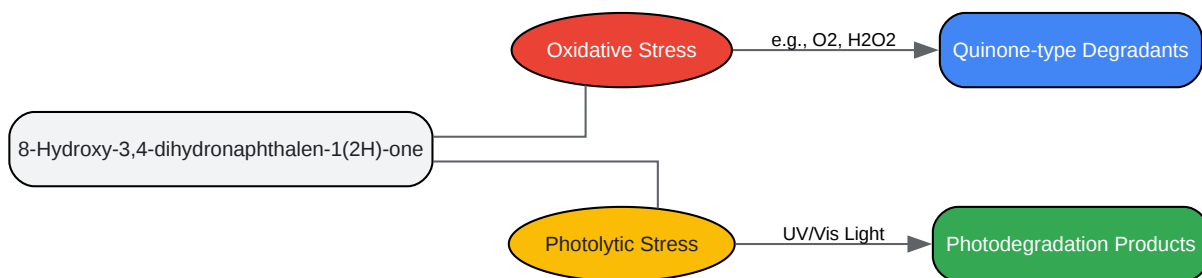 Oxidative Stress
e.g., O2, H2O2
Quinone-type Degradants
8-Hydroxy-3,4-dihydronaphthalen-1(2H)-one
Photolytic Stress
UV/Vis Light
Photodegradation Products